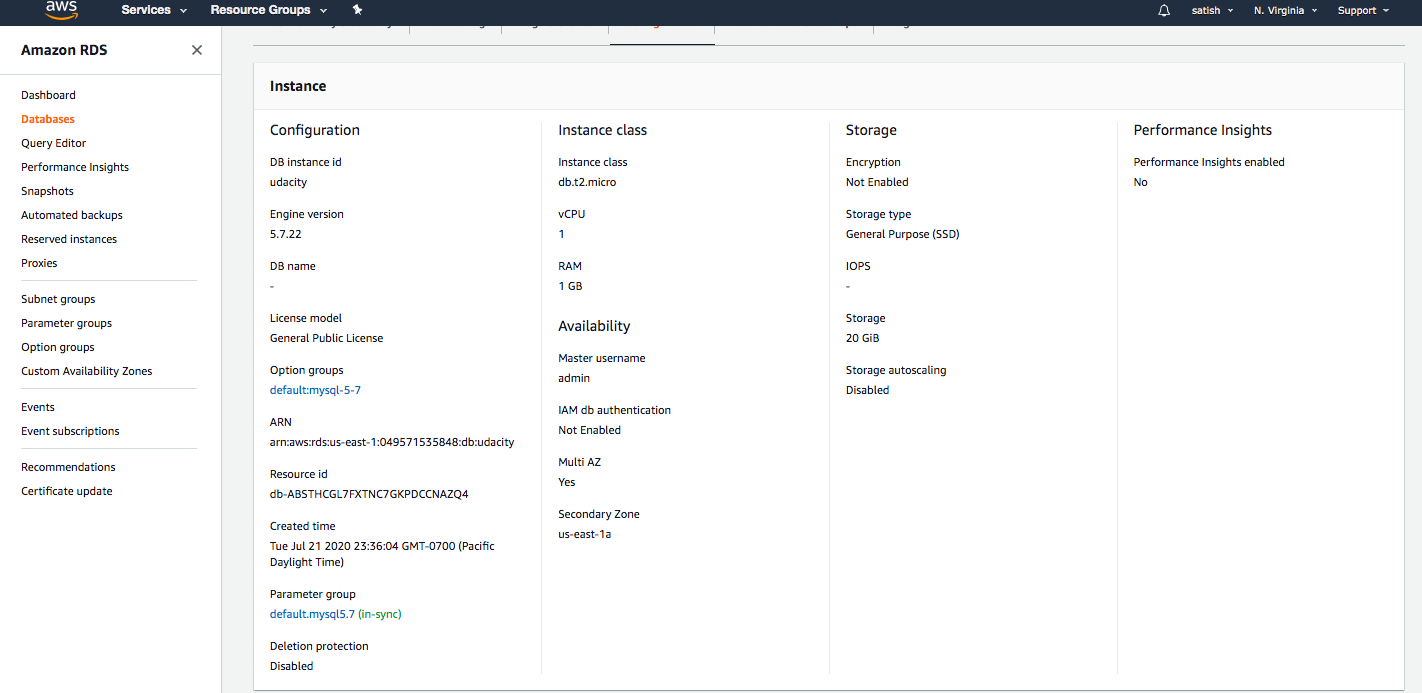 aws
Services
Resource Groups
satish
N. Virginia
Support
Amazon RDS
Dashboard
Databases
Query Editor
Performance Insights
Snapshots
Automated backups
Reserved instances
Proxies
Subnet groups
Parameter groups
Option groups
Custom Availability Zones
Events
Event subscriptions
Recommendations
Certificate update
Instance
Configuration
DB instance id
udacity
Engine version
5.7.22
DB name
-
License model
General Public License
Option groups
default:mysql-5-7
ARN
arn:aws:rds:us-east-1:049571535848:db:udacity
Resource id
db-ABSTHCGL7FXTNC7GKPDCCNAZQ4
Created time
Tue Jul 21 2020 23:36:04 GMT-0700 (Pacific
Daylight Time)
Parameter group
default.mysql5.7 (in-sync)
Deletion protection
Disabled
Instance class
Instance class
db.t2.micro
vCPU
1
RAM
1 GB
Availability
Master username
admin
IAM db authentication
Not Enabled
Multi AZ
Yes
Secondary Zone
us-east-1a
Storage
Encryption
Not Enabled
Storage type
General Purpose (SSD)
IOPS
-
Storage
20 GiB
Storage autoscaling
Disabled
Performance Insights
Performance Insights enabled
No